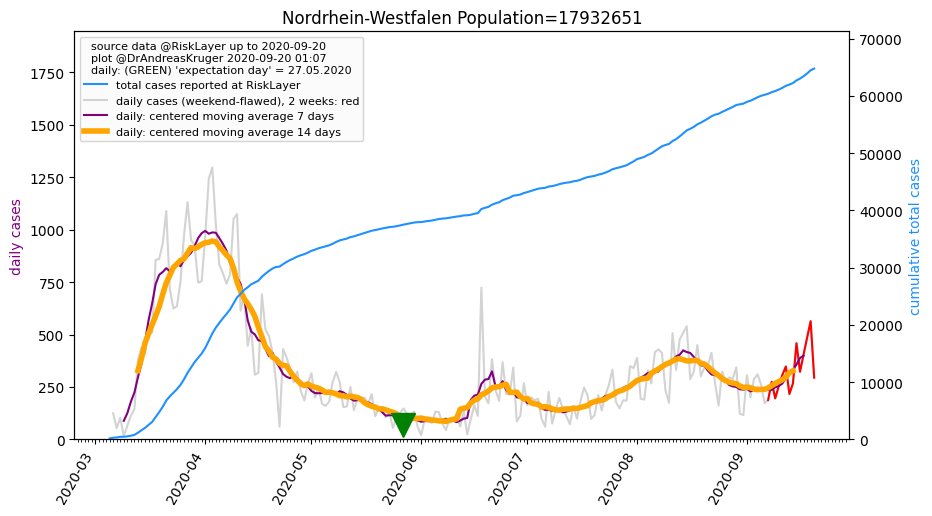 Nordrhein-Westfalen Population=17932651
source data @RiskLayer up to 2020-09-20
plot @DrAndreasKruger 2020-09-20 01:07
daily: (GREEN) 'expectation day' = 27.05.2020
total cases reported at RiskLayer
daily cases (weekend-flawed), 2 weeks: red
daily: centered moving average 7 days
daily: centered moving average 14 days
daily cases
1750
1500
1250
1000
750
500
250
0
70000
60000
50000
40000
30000
20000
10000
0
cumulative total cases
2020-03
2020-04
2020-05
2020-06
2020-07
2020-08
2020-09